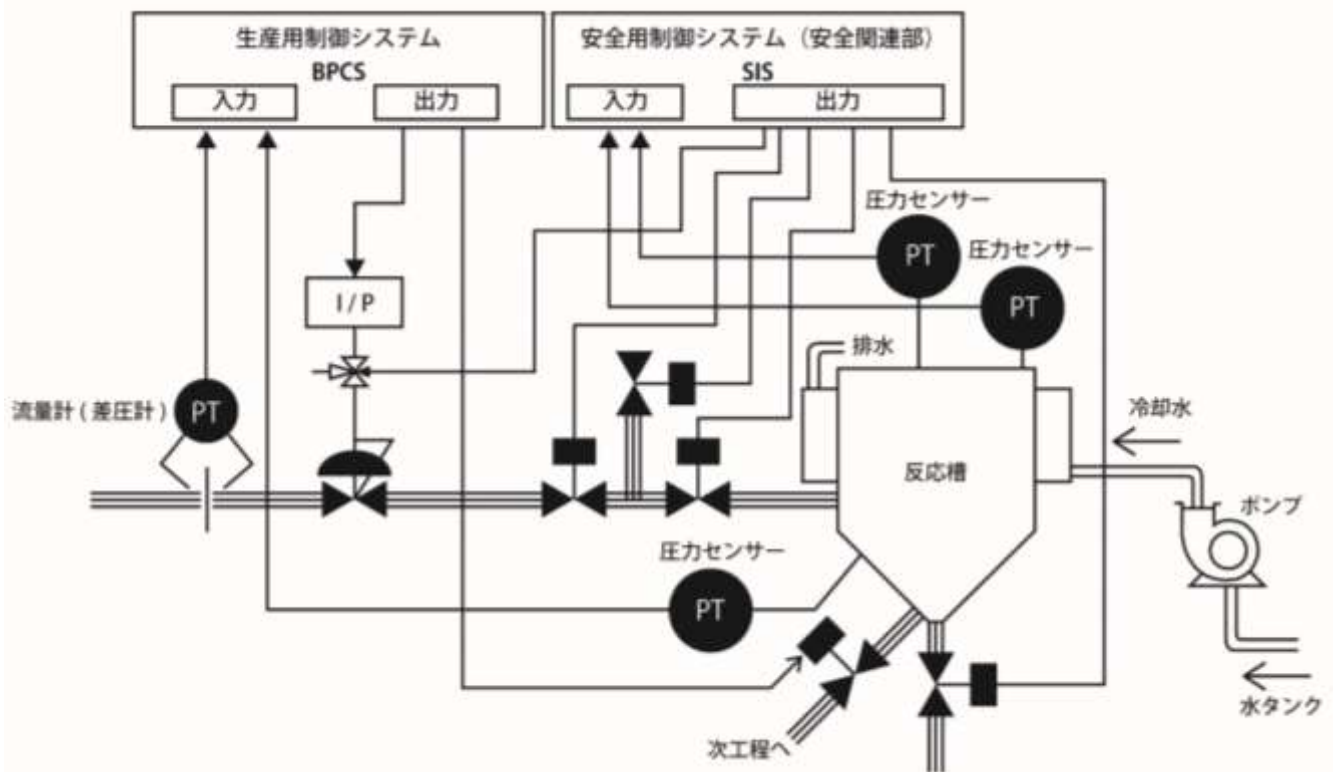 生産用制御システム
BPCS
入力
出力
安全用制御システム（安全関連部）
SIS
入力
出力
圧力センサー
PT
圧力センサー
PT
I / P
排水
流量計 ( 差圧計 )
PT
冷却水
反応槽
ポンプ
圧力センサー
PT
次工程へ
水タンク